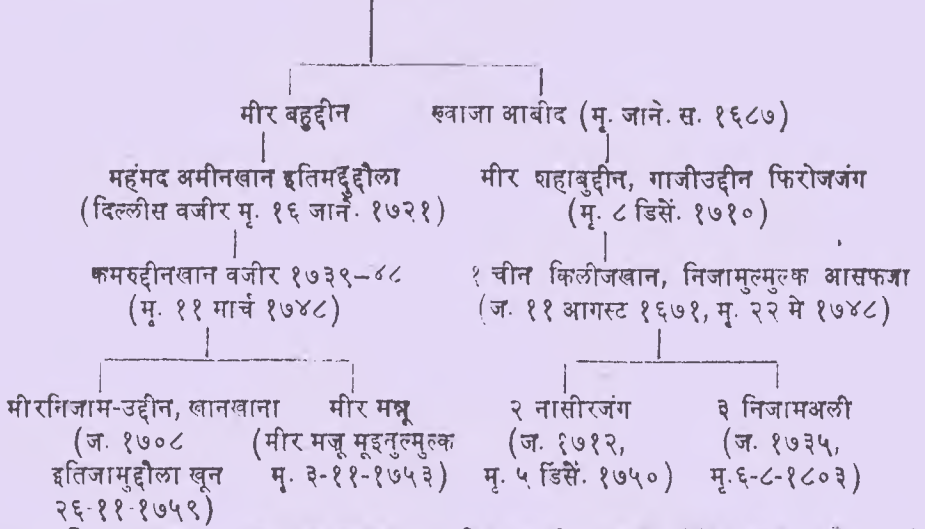 मीर बहुद्दीन ख्वाजा आबीद (मृ. जाने. स. १६८७)
महंमद अमीनखान इतिमद्दुद्दौला मीर शहाबुद्दीन, गाजीउद्दीन फिरोजजंग
(दिल्लीस वजीर मृ. १६ जाने. १७२१) (मृ. ८ डिसें. १७१०)
कमरुद्दीनखान वजीर १७३९–४८ १ चीन किलीजखान, निजामुल्मुल्क आसफजा
(मृ. ११ मार्च १७४८) (ज. ११ आगस्ट १६७१, मृ. २२ मे १७४८)
मीरनिजाम-उद्दीन, खानखाना मीर मन्नू २ नासीरजंग ३ निजामअली
(ज. १७०८ (मीर मजू मूइनुल्मुल्क (ज. १७१२, (ज. १७३५,
इतिजामुद्दौला खून मृ. ३-११-१७५३) मृ. ५ डिसें. १७५०) मृ.६-८-१८०३)
२६-११-१७५९)